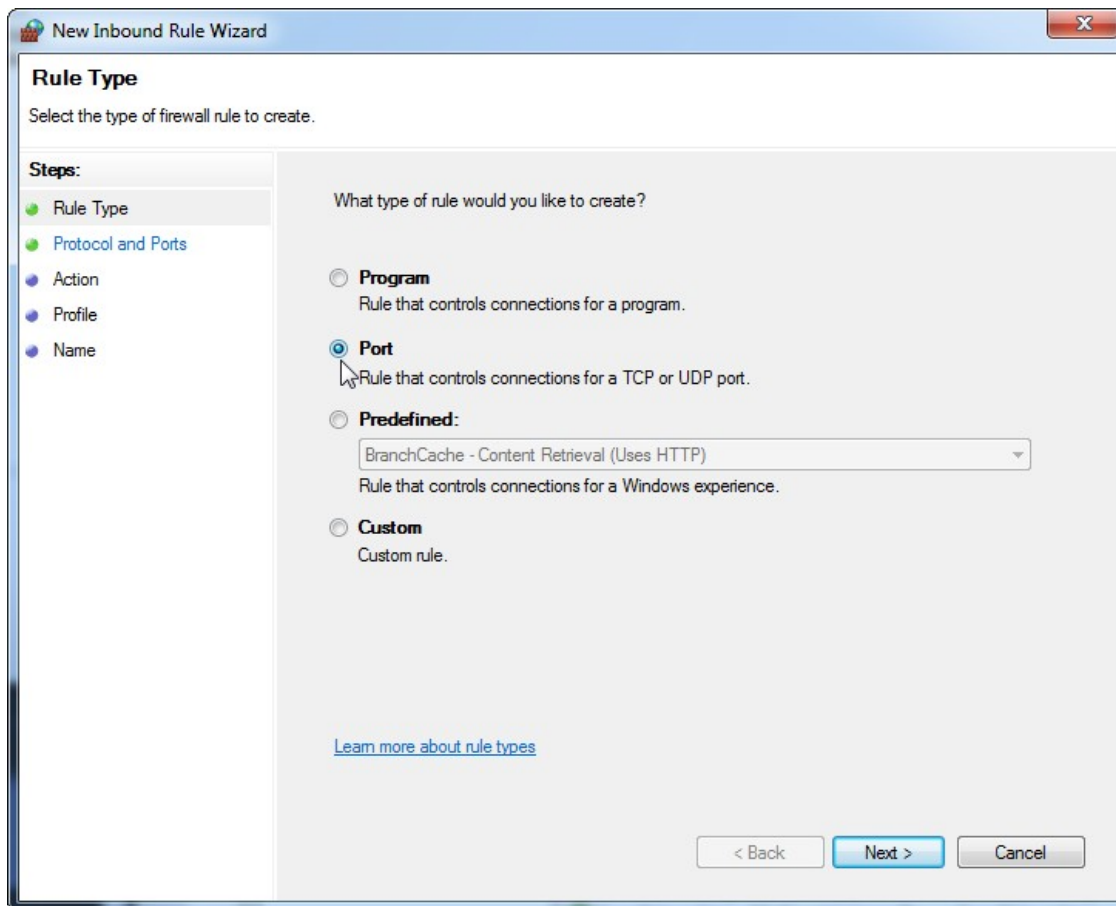 New Inbound Rule Wizard
X
Rule Type
Select the type of firewall rule to create.
Steps:
Rule Type
Protocol and Ports
Action
Profile
Name
What type of rule would you like to create?
Program
Rule that controls connections for a program.
Port
Rule that controls connections for a TCP or UDP port.
Predefined:
BranchCache - Content Retrieval (Uses HTTP)
Rule that controls connections for a Windows experience.
Custom
Custom rule.
Learn more about rule types
< Back Next > Cancel